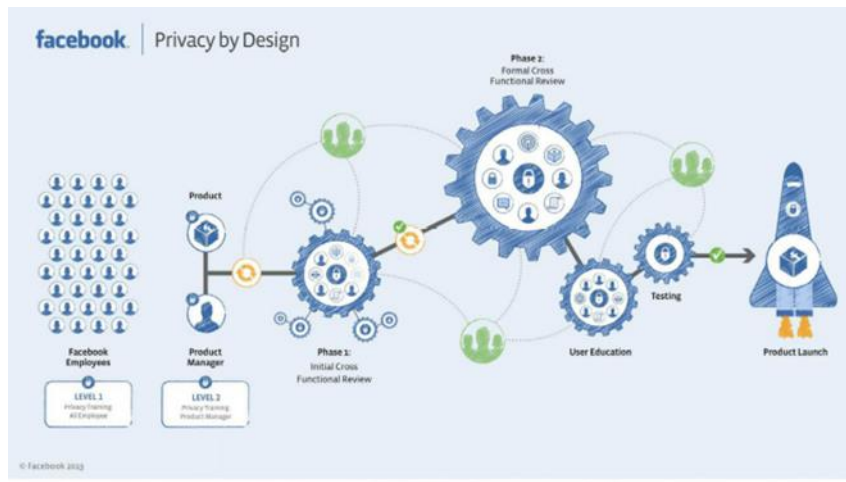 facebook. Privacy by Design
Phase 2:
Formal Cross
Functional Review
Product
Facebook
Employees
LEVEL 1
Privacy Training
All Employee
Product
Manager
LEVEL 2
Privacy Training
Product Manager
Phase 1:
Initial Cross
Functional Review
User Education
Testing
Product Launch
© Facebook